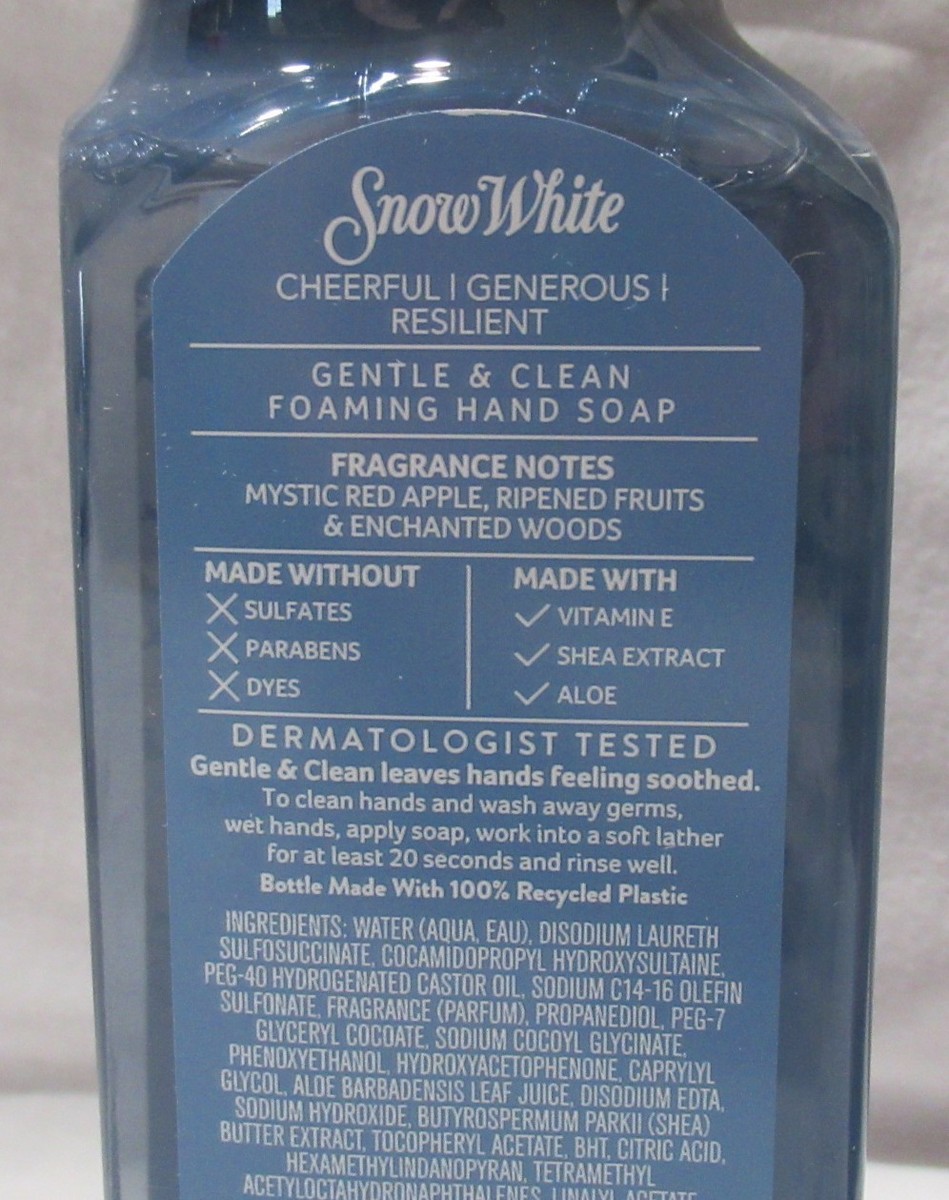 Snow White
CHEERFUL | GENEROUS |
RESILIENT
GENTLE & CLEAN
FOAMING HAND SOAP
FRAGRANCE NOTES
MYSTIC RED APPLE, RIPENED FRUITS
& ENCHANTED WOODS
MADE WITHOUT
SULFATES
PARABENS
DYES
MADE WITH
VITAMIN E
SHEA EXTRACT
ALOE
DERMATOLOGIST TESTED
Gentle & Clean leaves hands feeling soothed.
To clean hands and wash away germs,
wet hands, apply soap, work into a soft lather
for at least 20 seconds and rinse well.
Bottle Made With 100% Recycled Plastic
INGREDIENTS: WATER (AQUA, EAU), DISODIUM LAURETH
SULFOSUCCINATE, COCAMIDOPROPYL HYDROXYSULTAINE,
PEG-40 HYDROGENATED CASTOR OIL, SODIUM C14-16 OLEFIN
SULFONATE, FRAGRANCE (PARFUM), PROPANEDIOL, PEG-7
GLYCERYL COCOATE, SODIUM COCOYL GLYCINATE,
PHENOXYETHANOL, HYDROXYACETOPHENONE, CAPRYLYL
GLYCOL, ALOE BARBADENSIS LEAF JUICE, DISODIUM EDTA,
SODIUM HYDROXIDE, BUTYROSPERMUM PARKII (SHEA)
BUTTER EXTRACT, TOCOPHERYL ACETATE, BHT, CITRIC ACID,
HEXAMETHYLINDANOPYRAN, TETRAMETHYL
ACETYLOCTAHYDRONAPHTHALENES, LINALYL ACETATE,